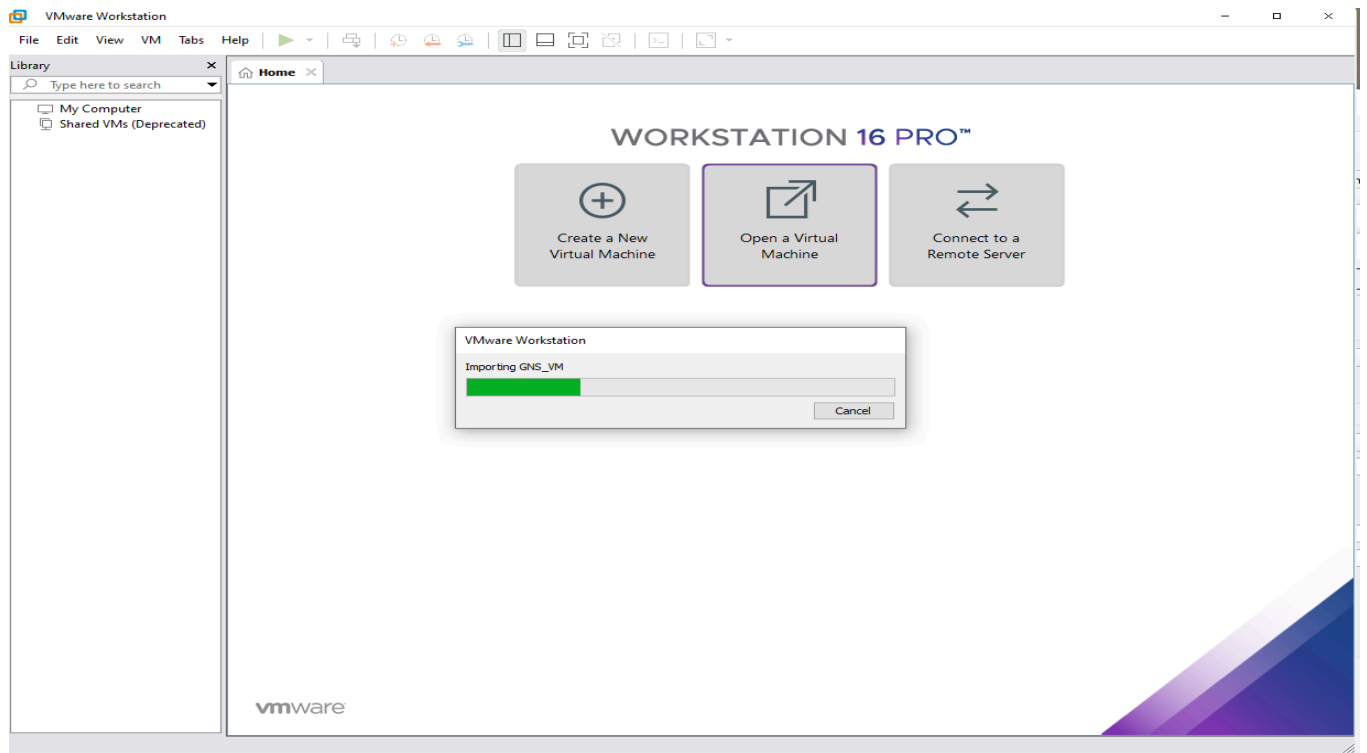 VMware Workstation
File Edit View VM Tabs Help
Library
Type here to search
My Computer
Shared VMs (Deprecated)
Home
WORKSTATION 16 PRO™
Create a New
Virtual Machine
Open a Virtual
Machine
Connect to a
Remote Server
VMware Workstation
Importing GNS_VM
Cancel
vmware